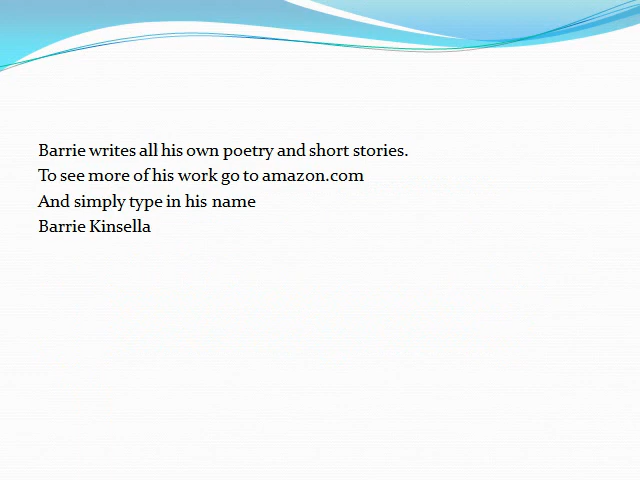 Barrie writes all his own poetry and short stories.
To see more of his work go to amazon.com
And simply type in his name
Barrie Kinsella